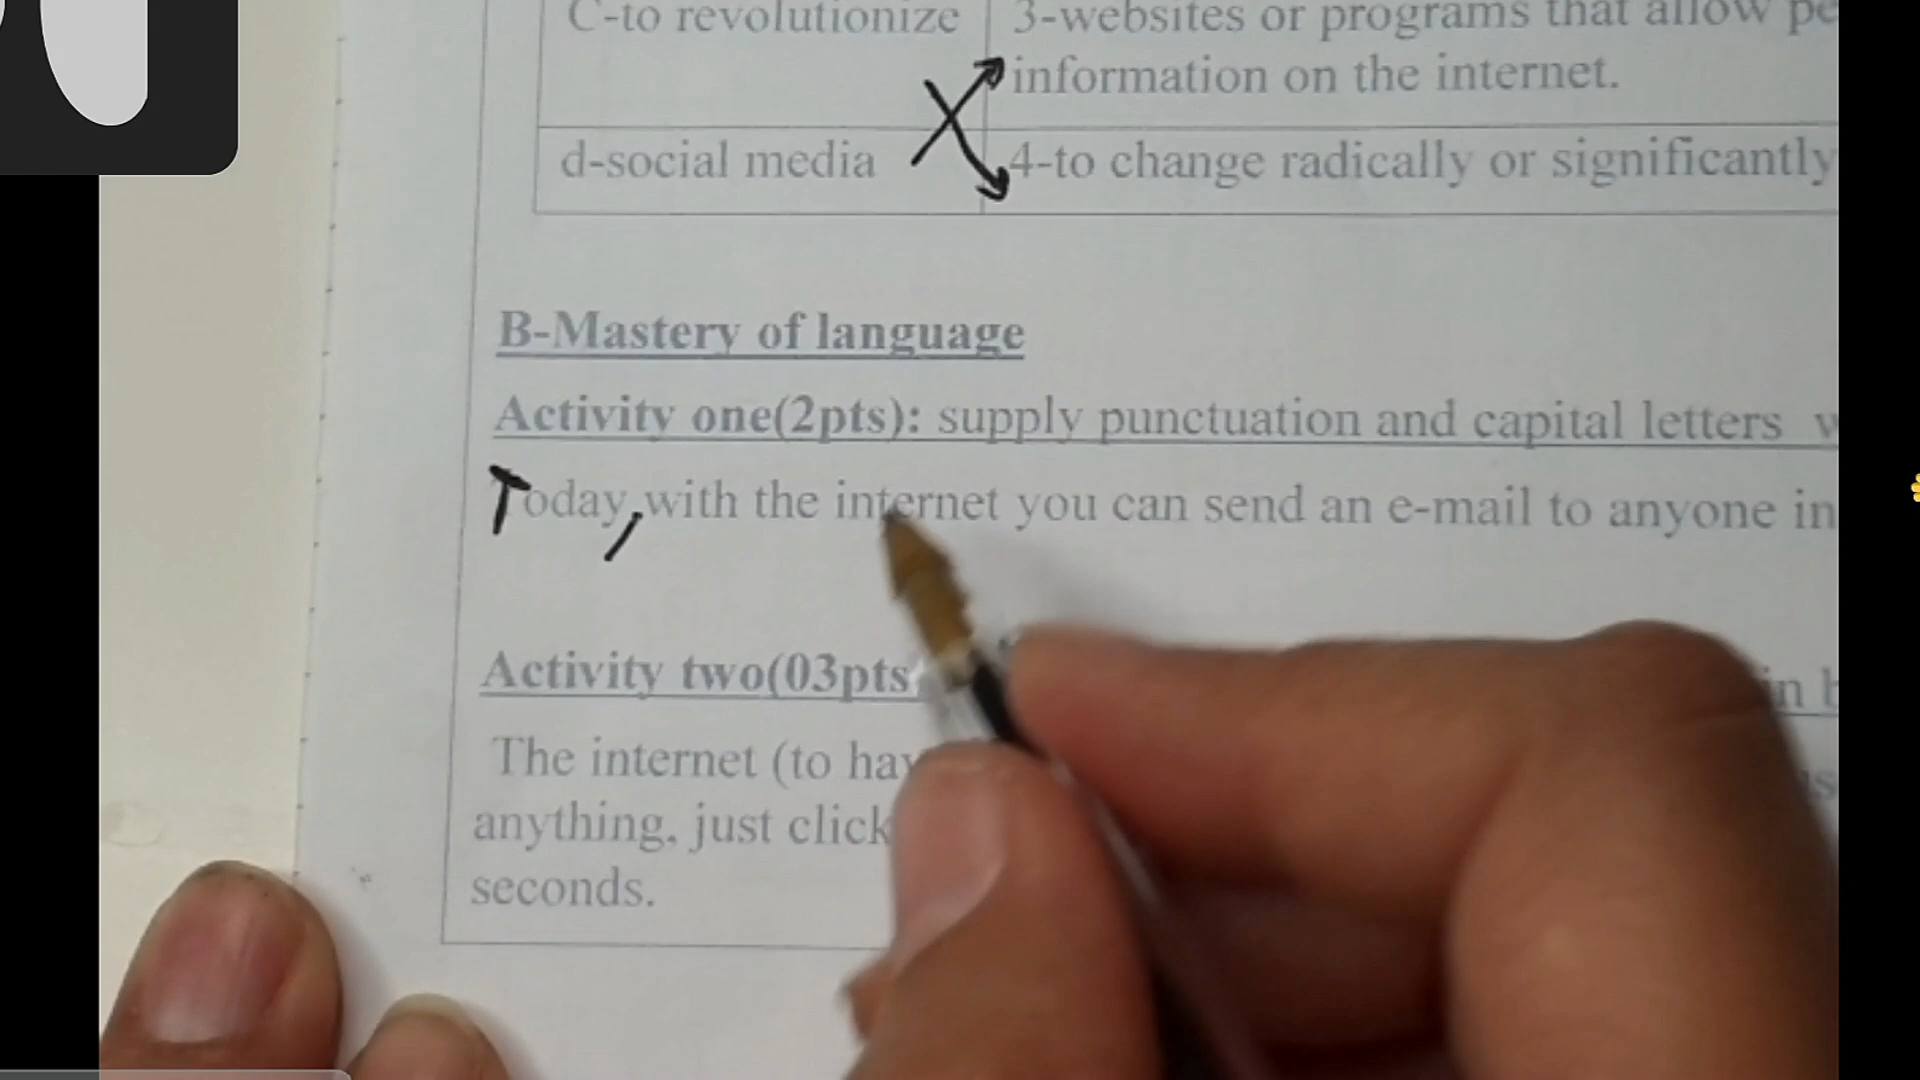 C-to revolutionize
3-websites or programs that allow
information on the internet.
d-social media
4-to change radically or significantly
B-Mastery of language
Activity one(2pts): supply punctuation and capital letters
Today, with the internet you can send an e-mail to anyone in
Activity two(03pts
in
The internet (to
anything, just click
seconds.